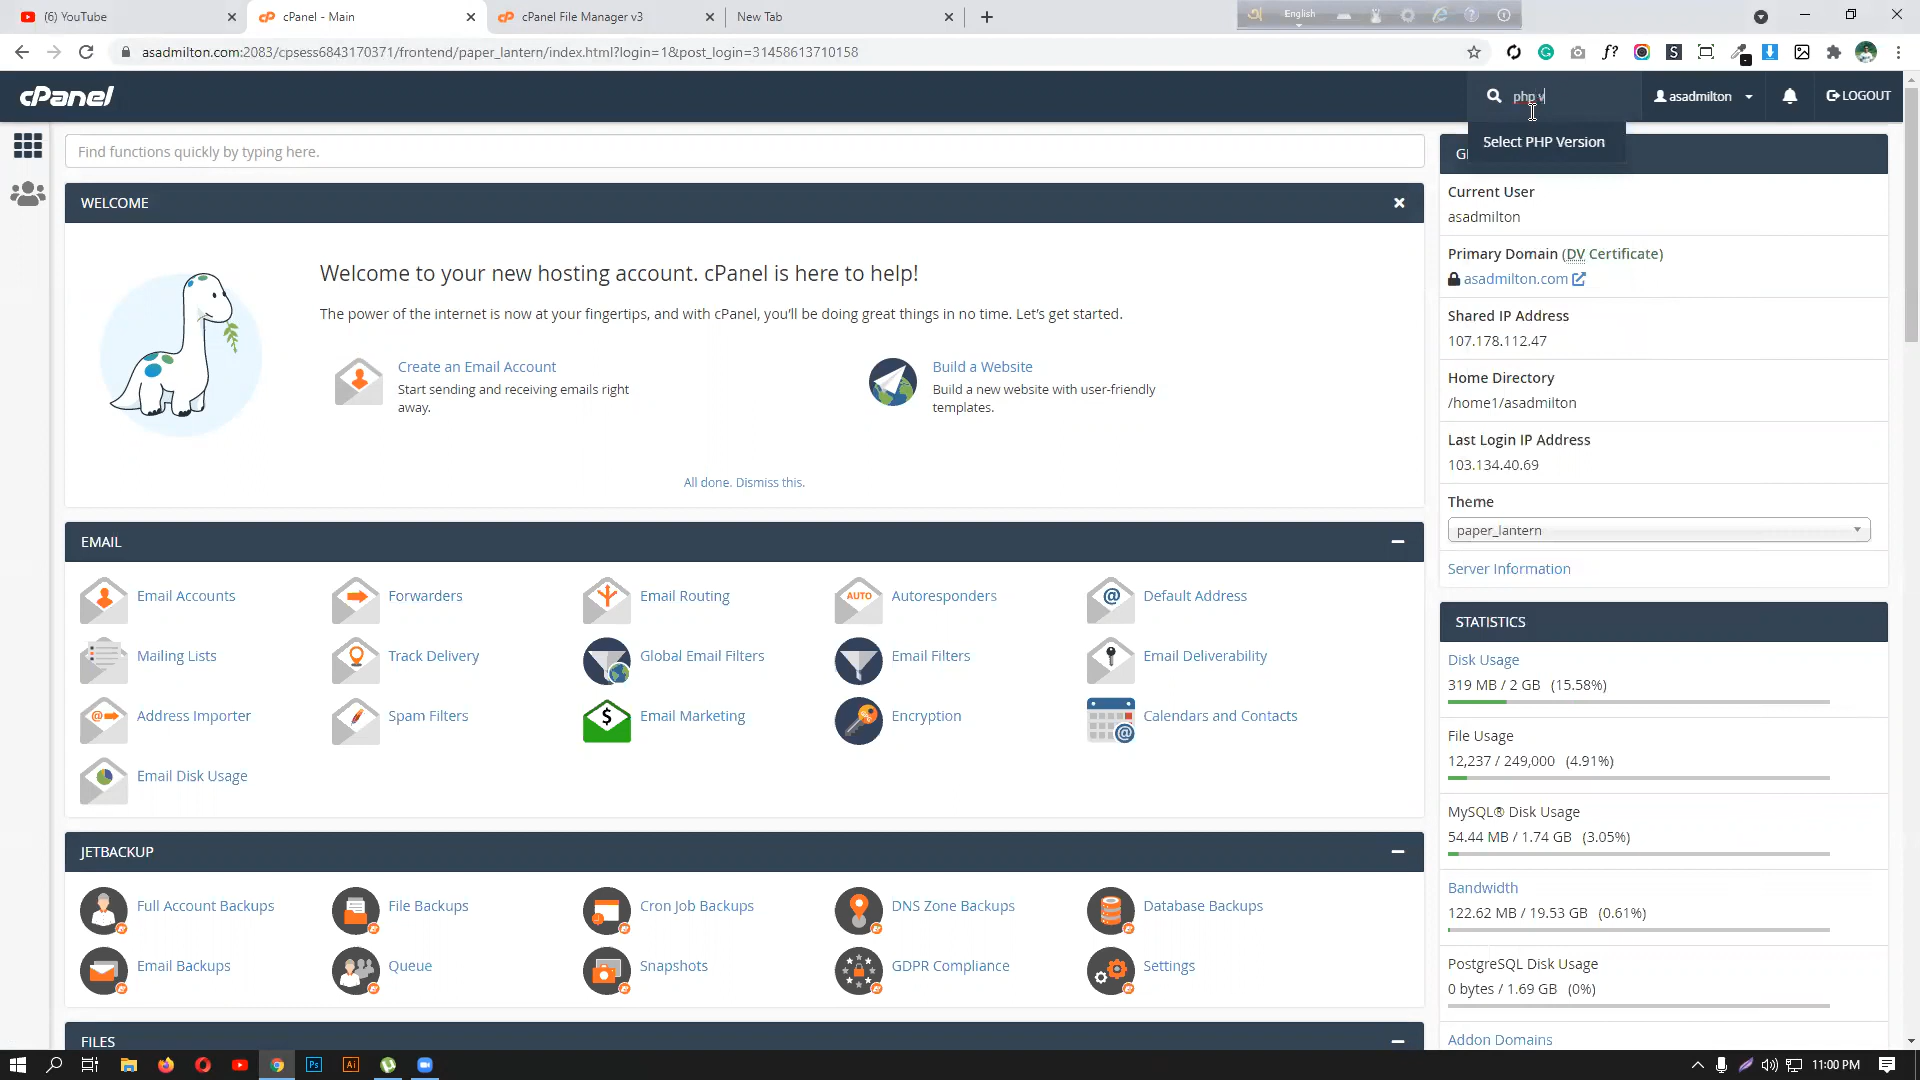 (6) YouTube
cPanel - Main
cPanel File Manager v3
New Tab
English
asadmilton.com:2083/cpsess6843170371/frontend/paper_lantern/index.html?login=1&post_login=31458613710158
cPanel
php v
asadmilton
LOGOUT
Select PHP Version
Find functions quickly by typing here.
WELCOME
Welcome to your new hosting account. cPanel is here to help!
The power of the internet is now at your fingertips, and with cPanel, you'll be doing great things in no time. Let's get started.
Create an Email Account
Start sending and receiving emails right
away.
Build a Website
Build a new website with user-friendly
templates.
All done. Dismiss this.
EMAIL
Email Accounts
Forwarders
Email Routing
AUTO
Autoresponders
Default Address
Mailing Lists
Track Delivery
Global Email Filters
Email Filters
Email Deliverability
Address Importer
Spam Filters
Email Marketing
Encryption
Calendars and Contacts
Email Disk Usage
JETBACKUP
Full Account Backups
File Backups
Cron Job Backups
DNS Zone Backups
Database Backups
Email Backups
Queue
Snapshots
GDPR Compliance
Settings
FILES
Current User
asadmilton
Primary Domain (DV Certificate)
asadmilton.com
Shared IP Address
107.178.112.47
Home Directory
/home1/asadmilton
Last Login IP Address
103.134.40.69
Theme
paper_lantern
Server Information
STATISTICS
Disk Usage
319 MB / 2 GB (15.58%)
File Usage
12,237 / 249,000 (4.91%)
MySQL® Disk Usage
54.44 MB / 1.74 GB (3.05%)
Bandwidth
122.62 MB / 19.53 GB (0.61%)
PostgreSQL Disk Usage
0 bytes / 1.69 GB (0%)
Addon Domains
Ps
Ai
11:00 PM